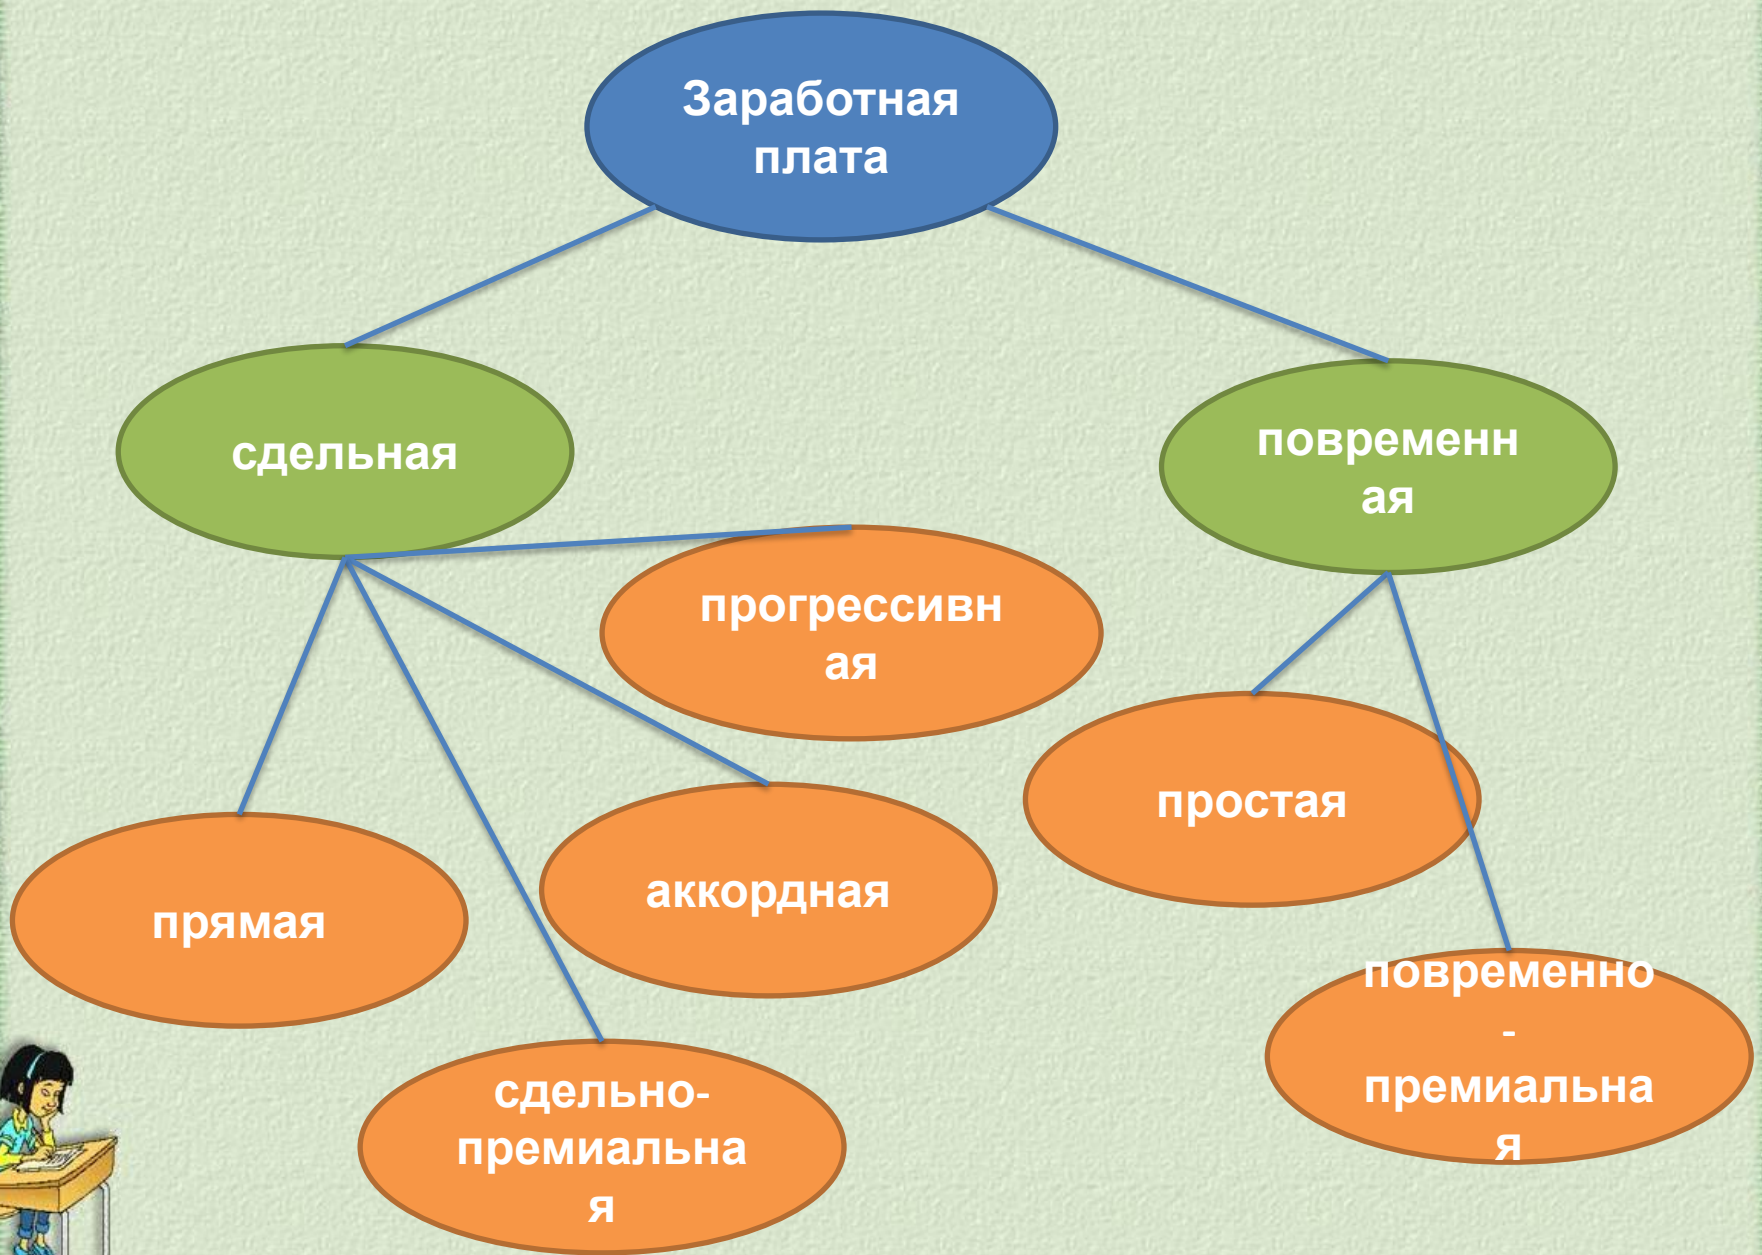 Заработная
плата
сдельная
повременн
ая
прогрессивн
ая
простая
аккордная
прямая
повременно
-
премиальна
я
сдельно-
премиальна
я